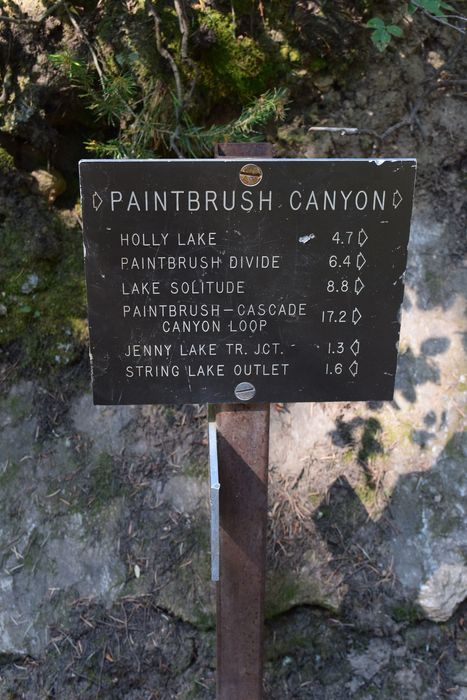 PAINTBRUSH CANYON
HOLLY LAKE 4.7
PAINTBRUSH DIVIDE 6.4
LAKE SOLITUDE 8.8
PAINTBRUSH-CASCADE
CANYON LOOP 17.2
JENNY LAKE TR. JCT. 1.3
STRING LAKE OUTLET 1.6